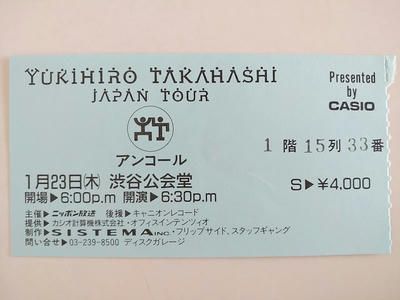 YUKIHIRO TAKAHASHI
JAPAN TOUR
Presented
by
CASIO
アンコール
1階15列33番
1月23日(木) 渋谷公会堂
開場▶6:00p.m 開演▶6:30p.m
S▶¥4,000
主催▶ニッポン放送 後援▶キャニオンレコード
提供▶カシオ計算機株式会社・オフィスインテンツィオ
制作▶SISTEMA INC.・フリップサイド、スタッフギャング
問い合せ▶03-239-8500 ディスクガレージ